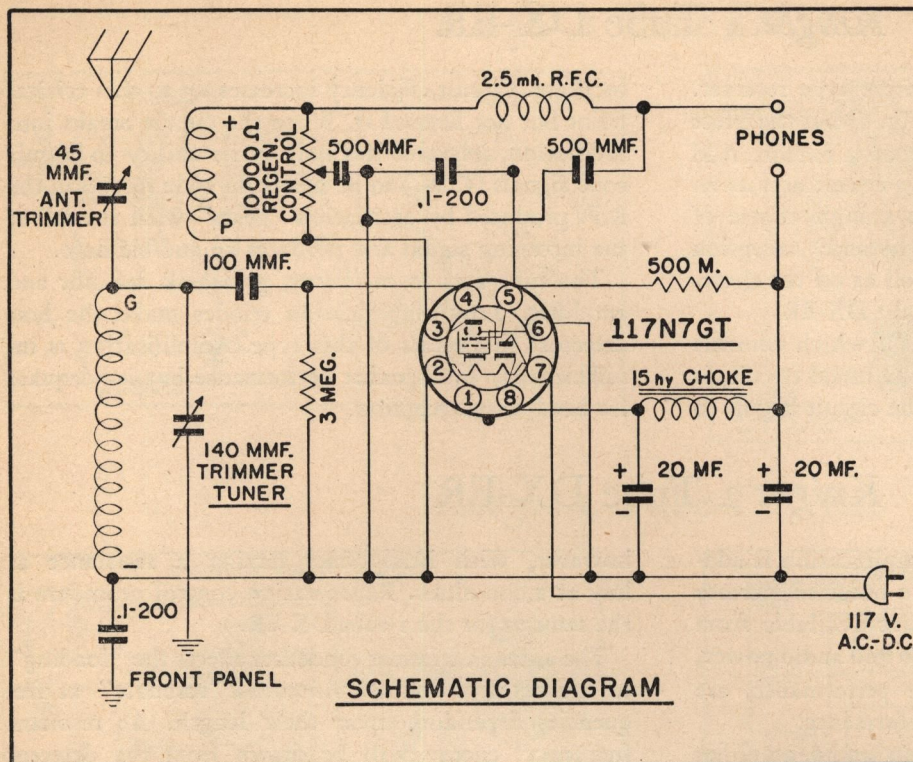 2.5 mh. R.F.C.
PHONES
45
MMF.
ANT.
TRIMMER
+
P
10000 Ω
REGEN.
CONTROL
500 MMF.
.1-200
500 MMF.
G
100 MMF.
3 MEG.
4
5
3
6
2
7
1
8
500 M.
117N7GT
15 hy CHOKE
140 MMF.
TRIMMER
TUNER
+
20 MF.
-
+
20 MF.
-
-
.1-200
117 V.
A.C.-D.C.
FRONT PANEL
SCHEMATIC DIAGRAM